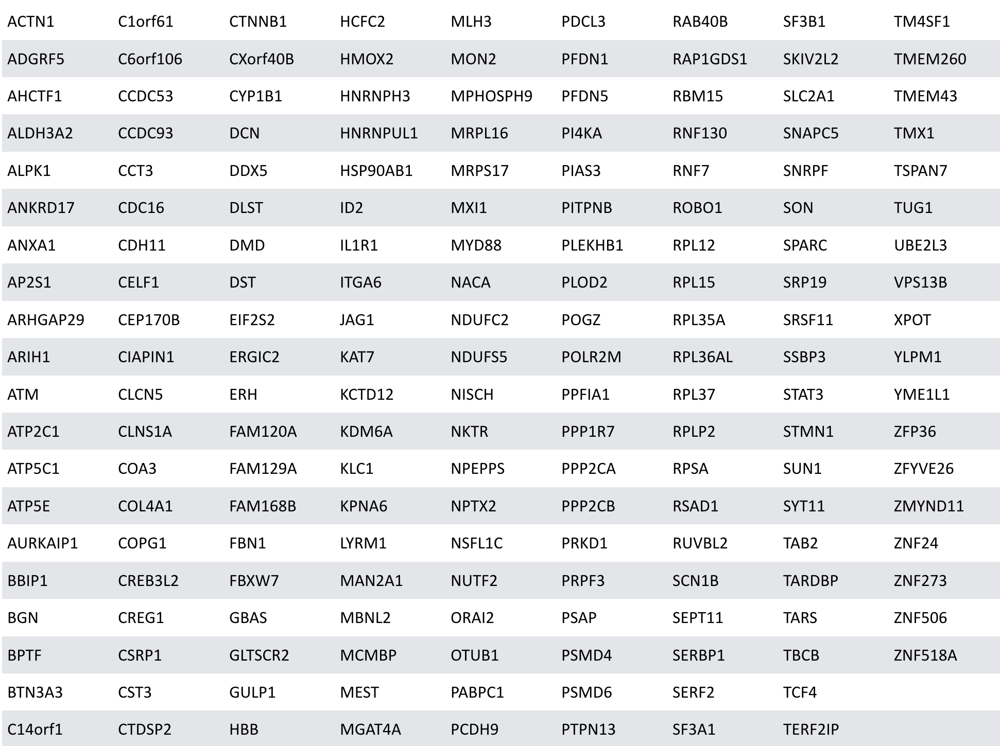 ACTN1 C1orf61 CTNNB1 HCFC2 MLH3 PDCL3 RAB40B SF3B1 TM4SF1
ADGRF5 C6orf106 CXorf40B HMOX2 MON2 PFDN1 RAP1GDS1 SKIV2L2 TMEM260
AHCTF1 CCDC53 CYP1B1 HNRNPH3 MPHOSPH9 PFDN5 RBM15 SLC2A1 TMEM43
ALDH3A2 CCDC93 DCN HNRNPUL1 MRPL16 PI4KA RNF130 SNAPC5 TMX1
ALPK1 CCT3 DDX5 HSP90AB1 MRPS17 PIAS3 RNF7 SNRPF TSPAN7
ANKRD17 CDC16 DLST ID2 MXI1 PITPNB ROBO1 SON TUG1
ANXA1 CDH11 DMD IL1R1 MYD88 PLEKHB1 RPL12 SPARC UBE2L3
AP2S1 CELF1 DST ITGA6 NACA PLOD2 RPL15 SRP19 VPS13B
ARHGAP29 CEP170B EIF2S2 JAG1 NDUFC2 POGZ RPL35A SRSF11 XPOT
ARIH1 CIAPIN1 ERGIC2 KAT7 NDUFS5 POLR2M RPL36AL SSBP3 YLPM1
ATM CLCN5 ERH KCTD12 NISCH PPFIA1 RPL37 STAT3 YME1L1
ATP2C1 CLNS1A FAM120A KDM6A NKTR PPP1R7 RPLP2 STMN1 ZFP36
ATP5C1 COA3 FAM129A KLC1 NPEPPS PPP2CA RPSA SUN1 ZFYVE26
ATP5E COL4A1 FAM168B KPNA6 NPTX2 PPP2CB RSAD1 SYT11 ZMYND11
AURKAIP1 COPG1 FBN1 LYRM1 NSFL1C PRKD1 RUVBL2 TAB2 ZNF24
BBIP1 CREB3L2 FBXW7 MAN2A1 NUTF2 PRPF3 SCN1B TARDBP ZNF273
BGN CREG1 GBAS MBNL2 ORAI2 PSAP SEPT11 TARS ZNF506
BPTF CSRP1 GLTSCR2 MCMBP OTUB1 PSMD4 SERBP1 TBCB ZNF518A
BTN3A3 CST3 GULP1 MEST PABPC1 PSMD6 SERF2 TCF4
C14orf1 CTDSP2 HBB MGAT4A PCDH9 PTPN13 SF3A1 TERF2IP